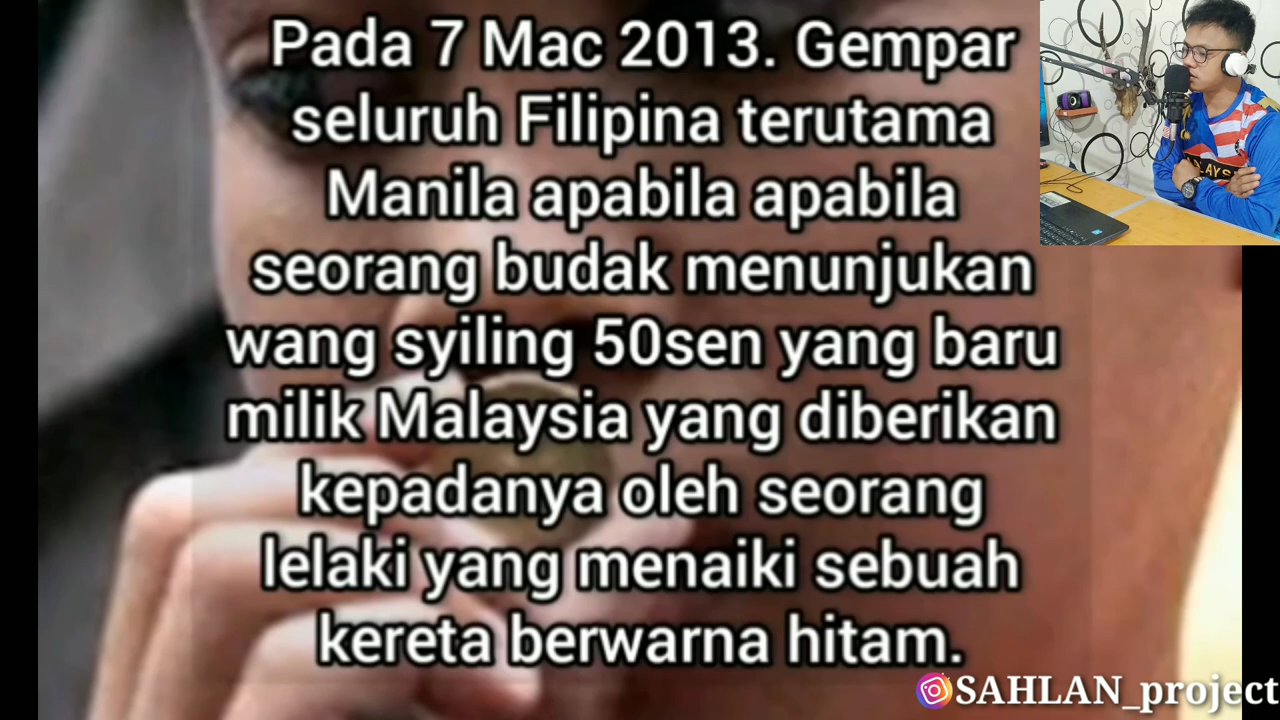 Pada 7 Mac 2013. Gempar
seluruh Filipina terutama
Manila apabila apabila
seorang budak menunjukan
wang syiling 50sen yang baru
milik Malaysia yang diberikan
kepadanya oleh seorang
lelaki yang menaiki sebuah
kereta berwarna hitam.
SAHLAN_project